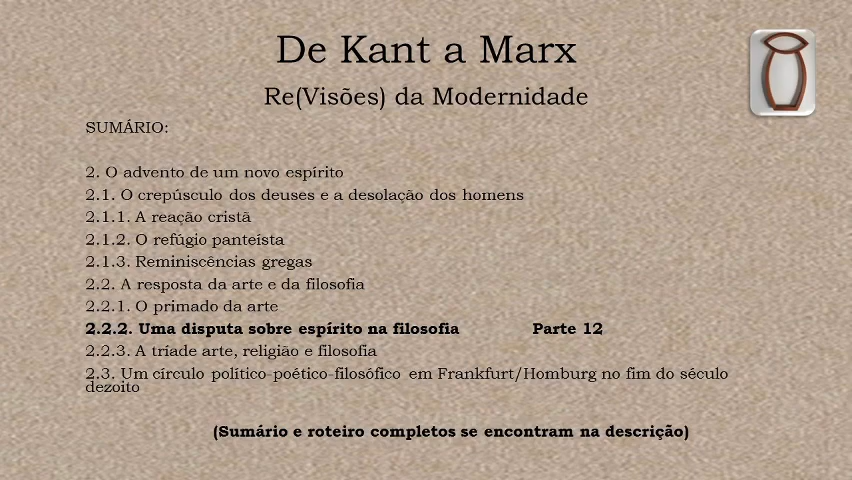 De Kant a Marx
Re(Visões) da Modernidade
SUMÁRIO:
2. O advento de um novo espírito
2.1. O crepúsculo dos deuses e a desolação dos homens
2.1.1. A reação cristã
2.1.2. O refúgio panteísta
2.1.3. Reminiscências gregas
2.2. A resposta da arte e da filosofia
2.2.1. O primado da arte
2.2.2. Uma disputa sobre espírito na filosofia Parte 12
2.2.3. A tríade arte, religião e filosofia
2.3. Um círculo político-poético-filosófico em Frankfurt/Homburg no fim do século
dezoito
(Sumário e roteiro completos se encontram na descrição)